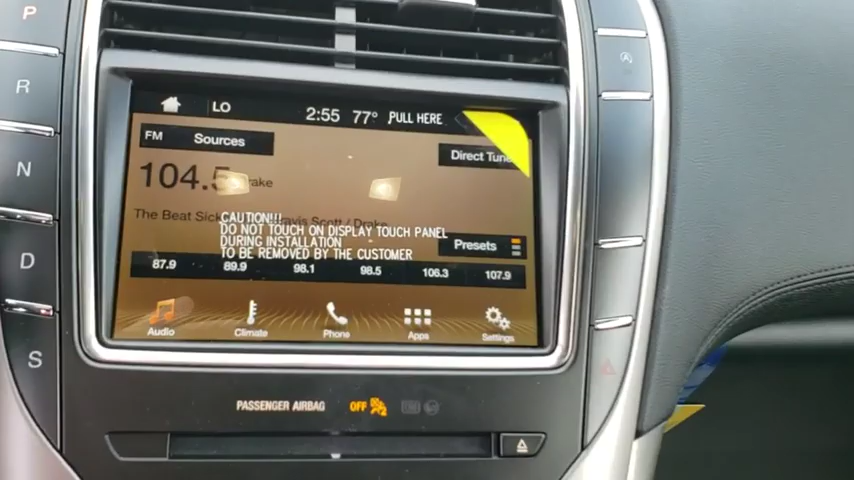 P
R
N
D
S
LO
2:55 77° PULL HERE
FM Sources
Direct Tune
104.5
The Beat Sick Travis Scott / Drake
CAUTION!!!
DO NOT TOUCH ON DISPLAY TOUCH PANEL
DURING INSTALLATION
TO BE REMOVED BY THE CUSTOMER
Presets
87.9 89.9 98.1 98.5 106.3 107.9
Audio Climate Phone Apps Settings
PASSENGER AIRBAG OFF